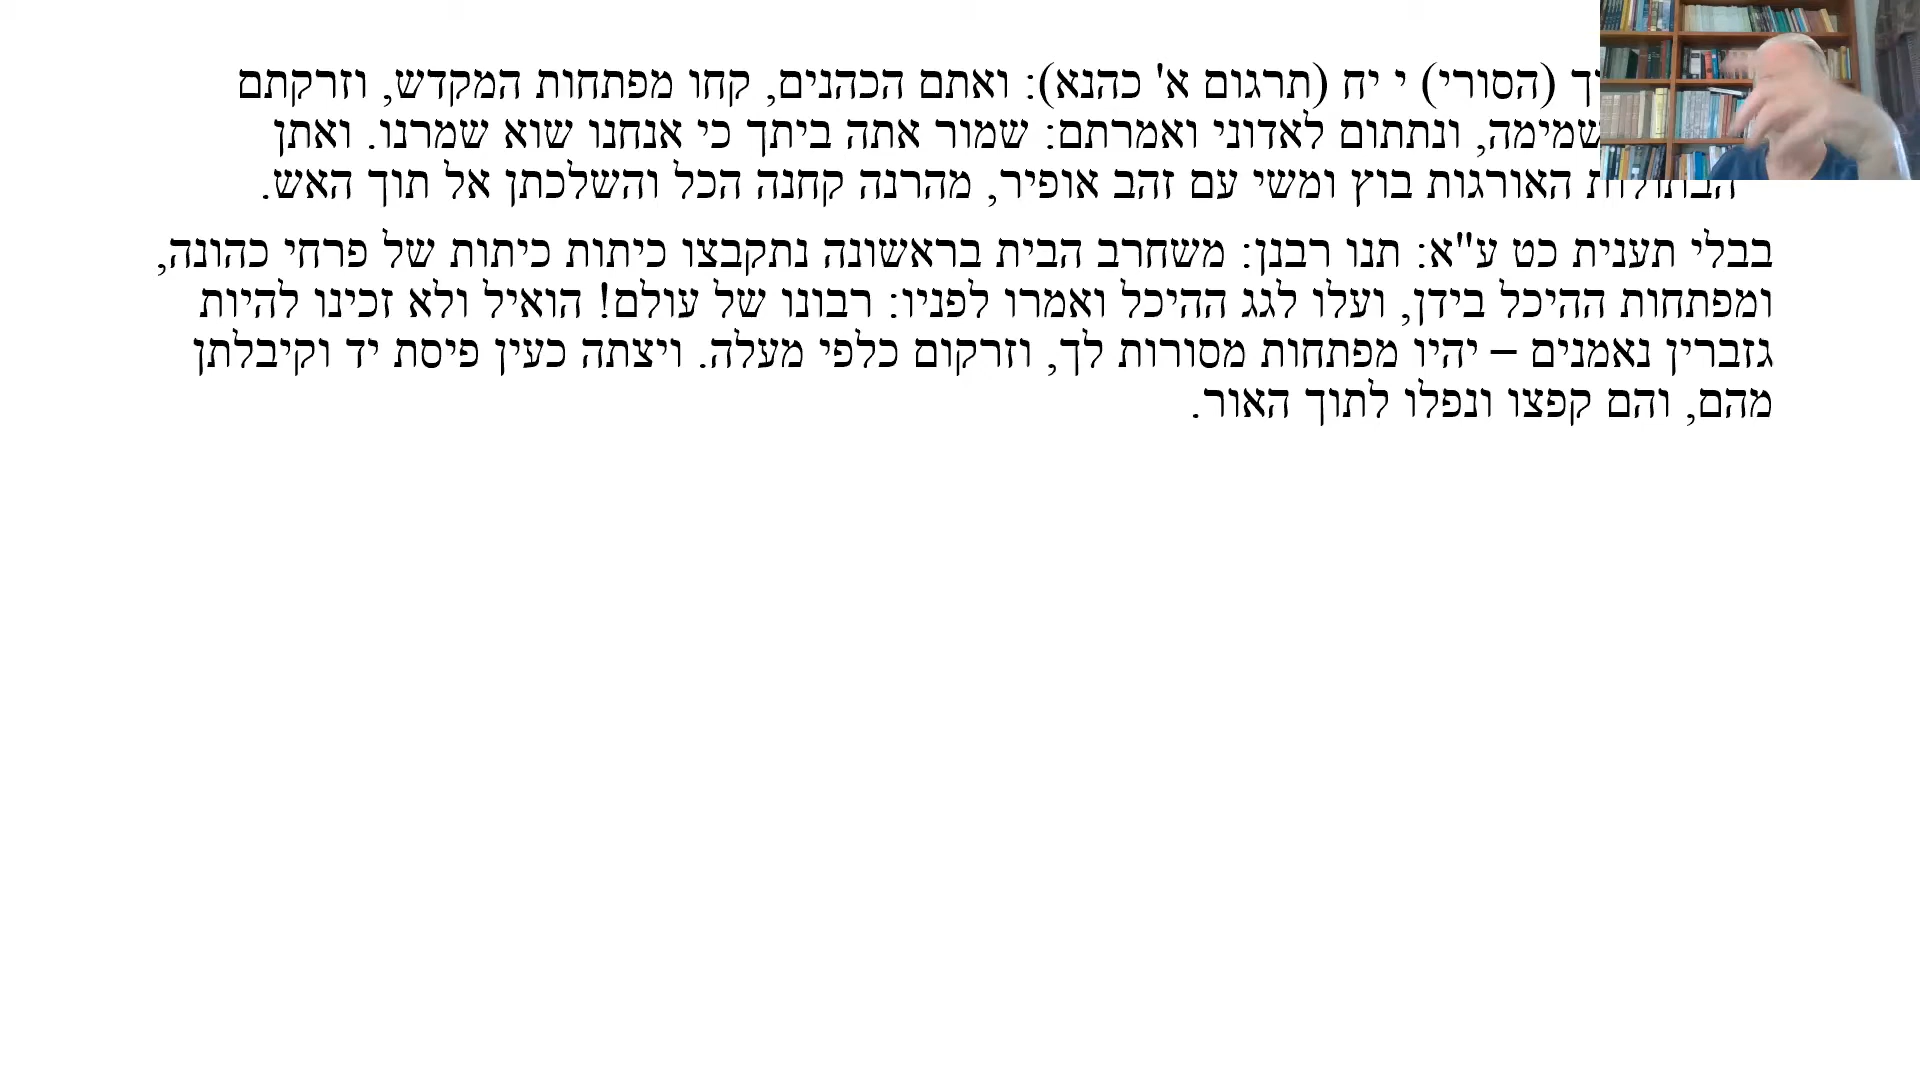 (הסורי) י יח (תרגום א' כהנא): ואתם הכהנים, קחו מפתחות המקדש, וזרקתם
שמימה, ונתתום לאדוני ואמרתם: שמור אתה ביתך כי אנחנו שוא שמרנו. ואתן
הבתולות האורגות בוץ ומשי עם זהב אופיר, מהרנה קחנה הכל והשלכתן אל תוך האש.
בבלי תענית כט ע"א: תנו רבנן: משחרב הבית בראשונה נתקבצו כיתות כיתות של פרחי כהונה,
ומפתחות ההיכל בידן, ועלו לגג ההיכל ואמרו לפניו: רבונו של עולם! הואיל ולא זכינו להיות
גזברין נאמנים – יהיו מפתחות מסורות לך, וזרקום כלפי מעלה. ויצתה כעין פיסת יד וקיבלתן
מהם, והם קפצו ונפלו לתוך האור.